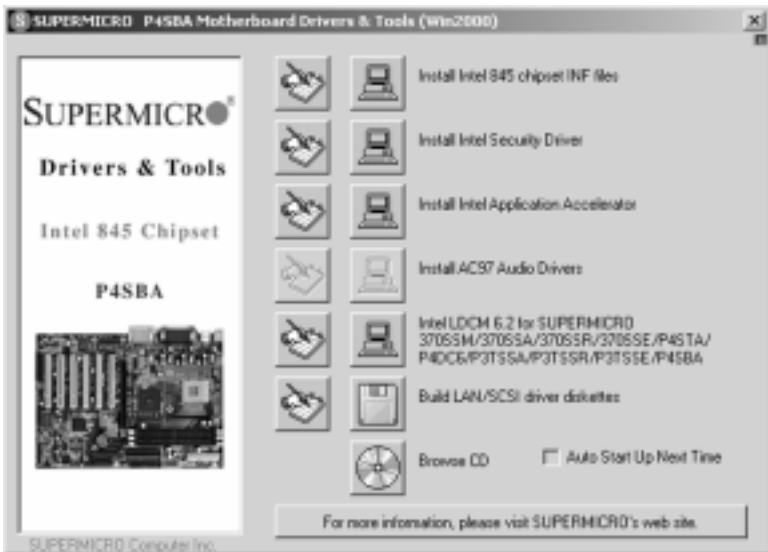 SUPERMICRO P4SBA Motherboard Drivers & Tools (Win2000)
SUPERMICRO®
Drivers & Tools
Intel 845 Chipset
P4SBA
SUPERMICRO Computer Inc.
Install Intel 845 chipset INF files
Install Intel Security Driver
Install Intel Application Accelerator
Install AC97 Audio Drivers
Intel LDCM 6.2 for SUPERMICRO
370SSM/370SSA/370SSR/370SSE/P4STA/
P4DC6/P3TSSA/P3TSSR/P3TSSE/P4SBA
Build LAN/SCSI driver diskettes
Browse CD
Auto Start Up Next Time
For more information, please visit SUPERMICRO's web site.